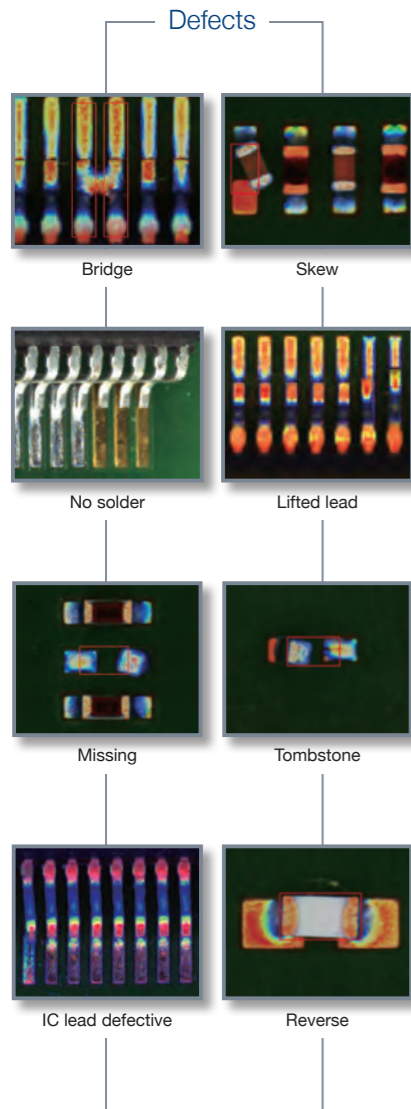 Defects
Bridge
Skew
No solder
Lifted lead
Missing
Tombstone
IC lead defective
Reverse